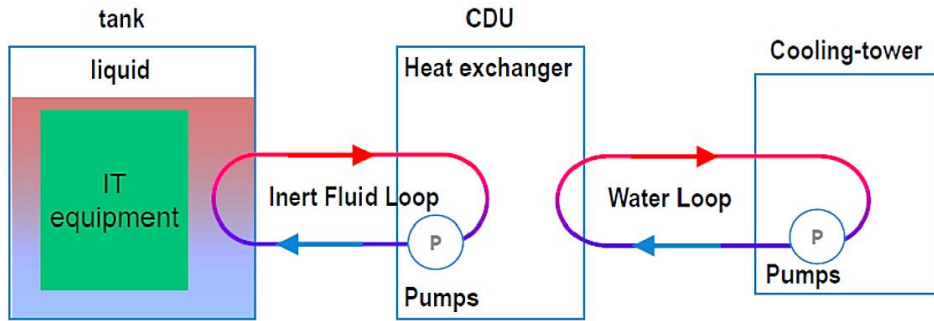 tank
CDU
Cooling-tower
liquid
Heat exchanger
IT
equipment
Inert Fluid Loop
Water Loop
P
P
Pumps
Pumps